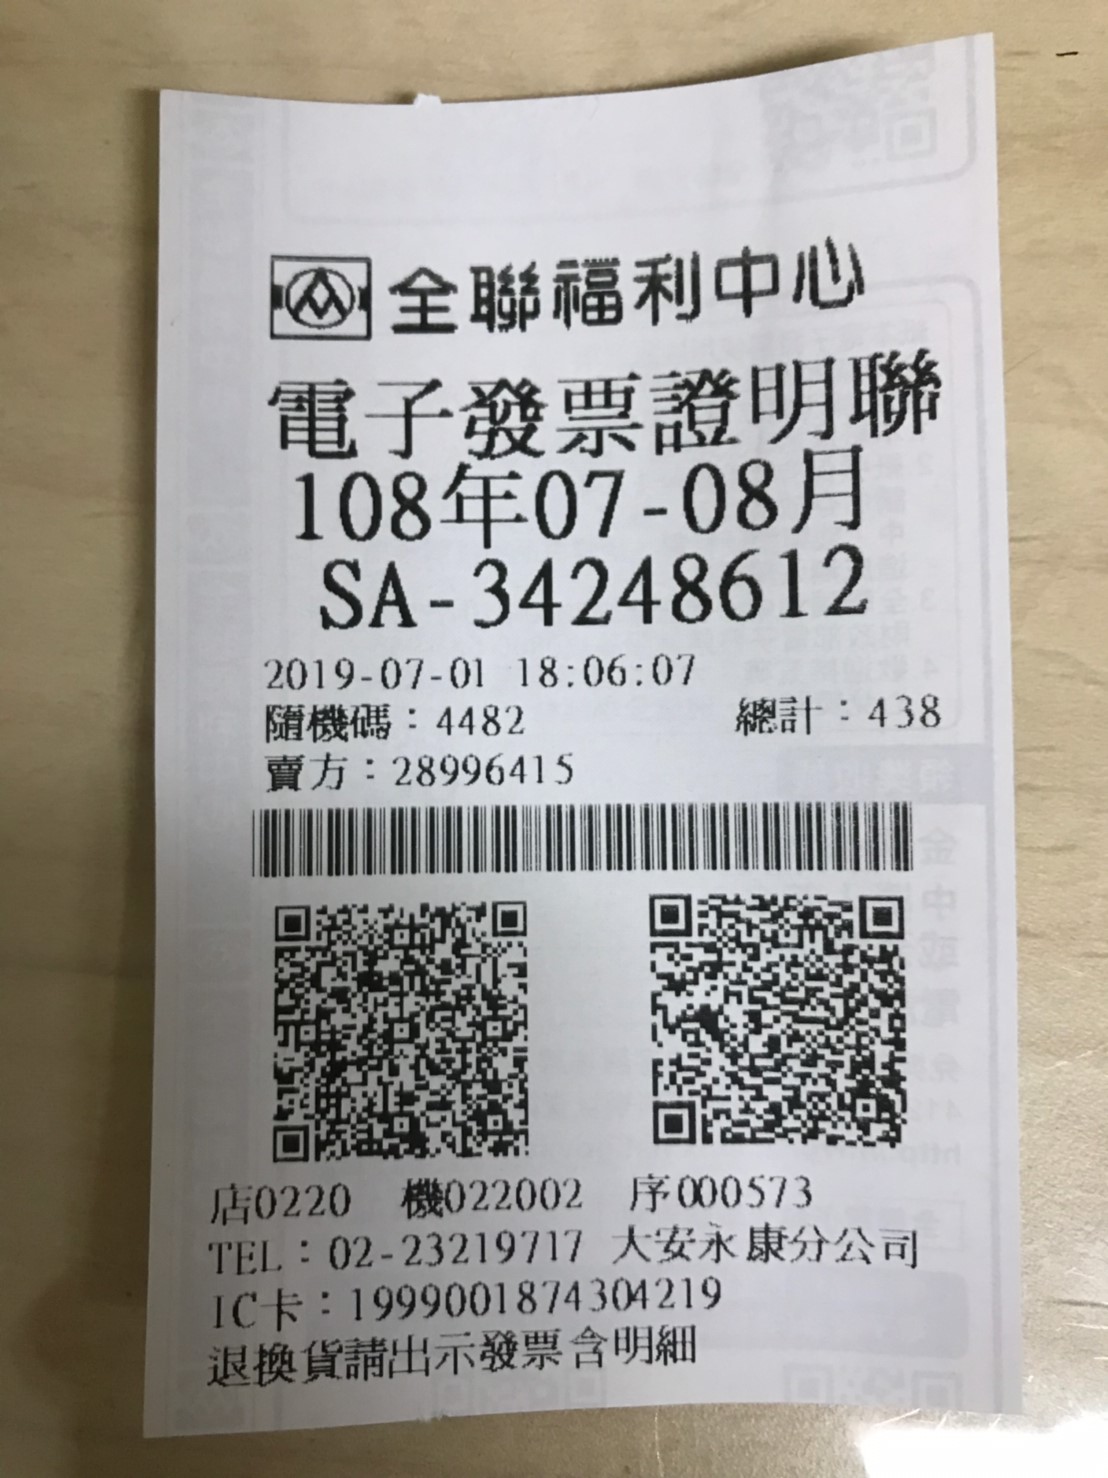 全聯福利中心
電子發票證明聯
108年07-08月
SA-34248612
2019-07-01 18:06:07
隨機碼：4482 總計：438
賣方：28996415
店0220 機022002 序000573
TEL：02-23219717 大安永康分公司
IC卡：1999001874304219
退換貨請出示發票含明細